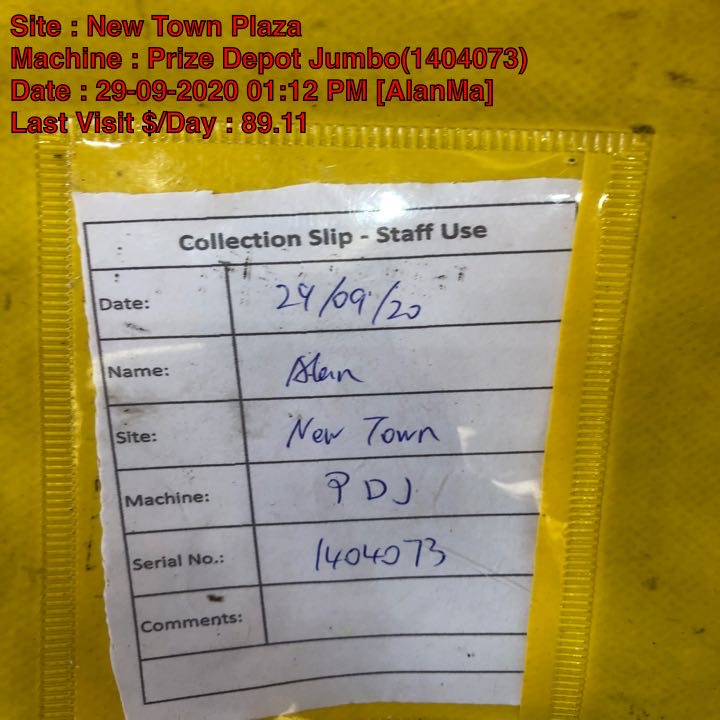 Site : New Town Plaza
Machine : Prize Depot Jumbo(1404073)
Date : 29-09-2020 01:12 PM [AlanMa]
Last Visit $/Day : 89.11
Collection Slip - Staff Use
Date: 29/09/20
Name: Alan
Site: New Town
Machine: PDJ
Serial No.: 1404073
Comments: